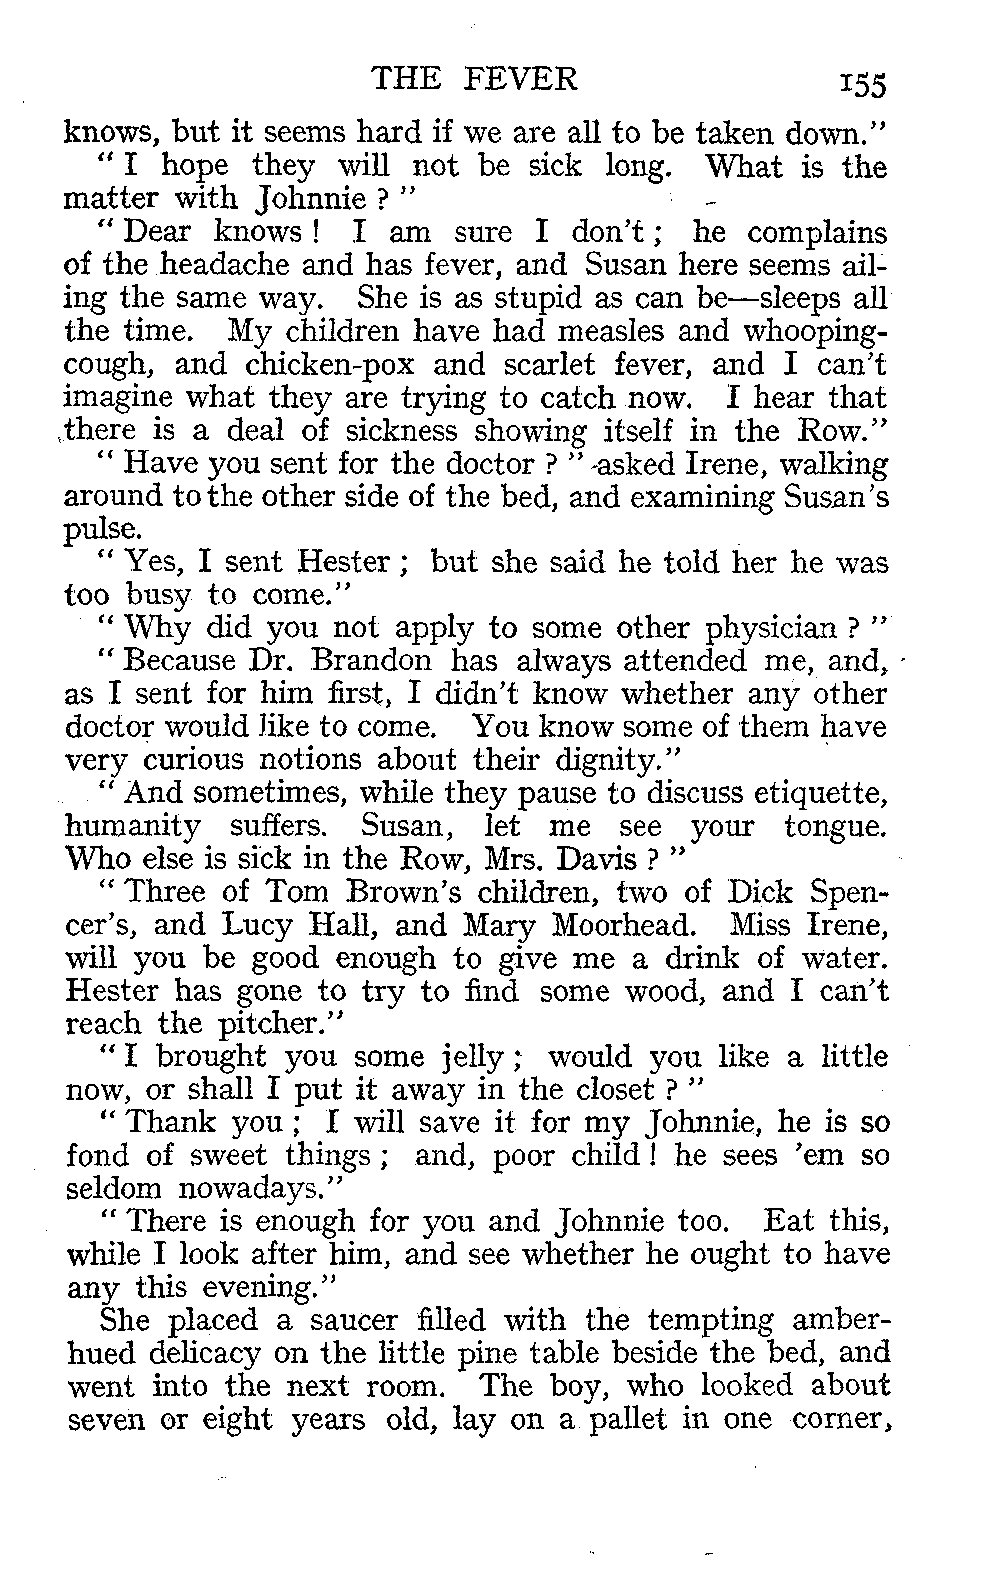 THE FEVER 155
knows, but it seems hard if we are all to be taken down."
" I hope they will not be sick long. What is the
matter with Johnnie ? "
" Dear knows ! I am sure I don't ; he complains
of the headache and has fever, and Susan here seems ail-
ing the same way. She is as stupid as can be—sleeps all
the time. My children have had measles and whooping-
cough, and chicken-pox and scarlet fever, and I can't
imagine what they are trying to catch now. I hear that
there is a deal of sickness showing itself in the Row."
" Have you sent for the doctor ? " asked Irene, walking
around to the other side of the bed, and examining Susan's
pulse.
" Yes, I sent Hester ; but she said he told her he was
too busy to come."
" Why did you not apply to some other physician ? "
" Because Dr. Brandon has always attended me, and,
as I sent for him first, I didn't know whether any other
doctor would like to come. You know some of them have
very curious notions about their dignity."
" And sometimes, while they pause to discuss etiquette,
humanity suffers. Susan, let me see your tongue.
Who else is sick in the Row, Mrs. Davis ? "
" Three of Tom Brown's children, two of Dick Spen-
cer's, and Lucy Hall, and Mary Moorhead. Miss Irene,
will you be good enough to give me a drink of water.
Hester has gone to try to find some wood, and I can't
reach the pitcher."
" I brought you some jelly ; would you like a little
now, or shall I put it away in the closet ? "
" Thank you ; I will save it for my Johnnie, he is so
fond of sweet things ; and, poor child ! he sees 'em so
seldom nowadays."
" There is enough for you and Johnnie too. Eat this,
while I look after him, and see whether he ought to have
any this evening."
She placed a saucer filled with the tempting amber-
hued delicacy on the little pine table beside the bed, and
went into the next room. The boy, who looked about
seven or eight years old, lay on a pallet in one corner,